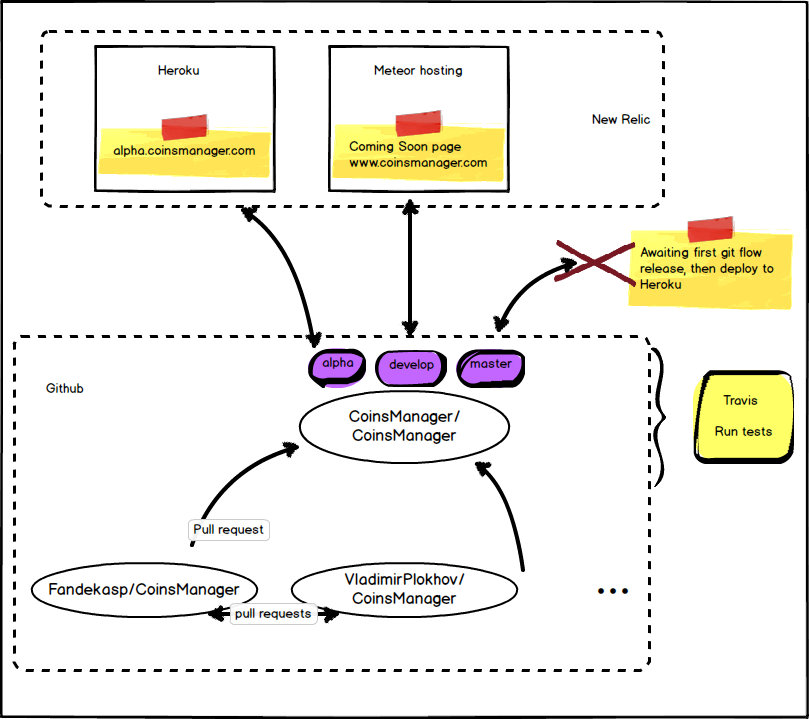 Heroku
Meteor hosting
New Relic
alpha.coinsmanager.com
Coming Soon page
www.coinsmanager.com
Awaiting first git flow
release, then deploy to
Heroku
Github
alpha
develop
master
CoinsManager/
CoinsManager
Travis
Run tests
Pull request
Fandekasp/CoinsManager
VladimirPlokhov/
CoinsManager
pull requests
...